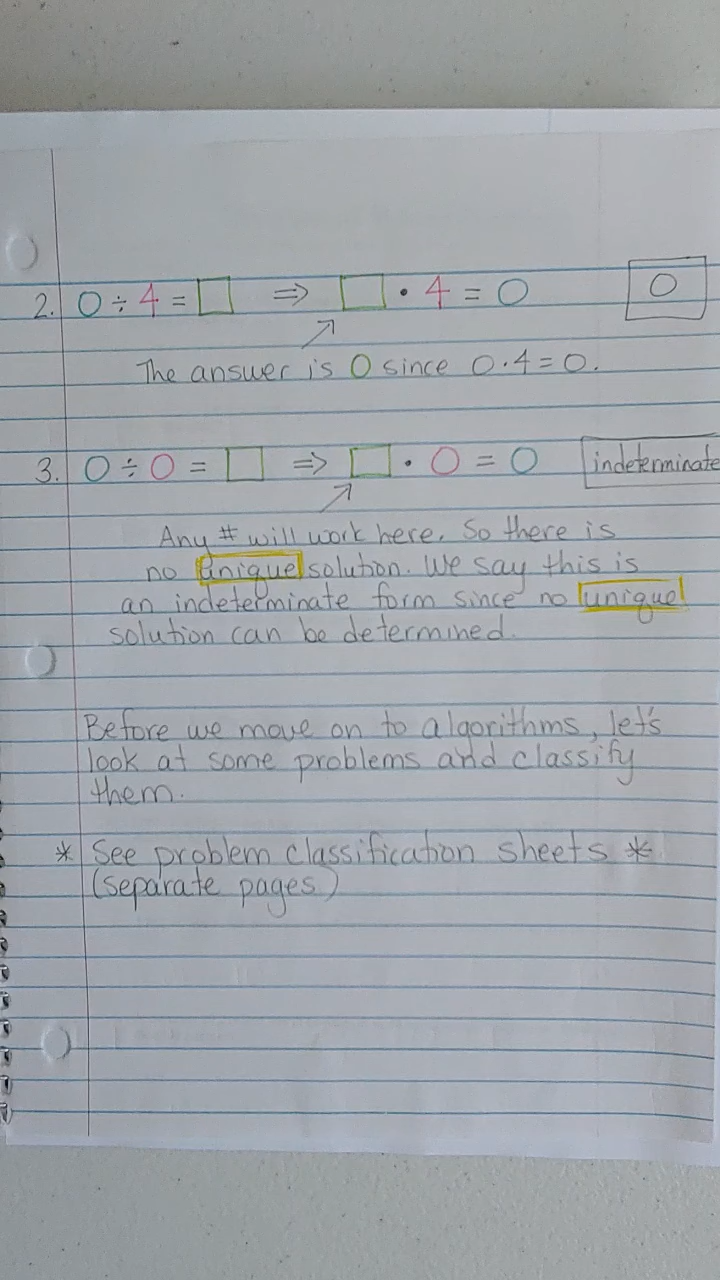 2. 0 ÷ 4 = □ ⇒ □ · 4 = 0 0
The answer is 0 since 0·4=0.
3. 0 ÷ 0 = □ ⇒ □ · 0 = 0 indeterminate
Any # will work here. So there is
no unique solution. We say this is
an indeterminate form since no unique
solution can be determined.
Before we move on to algorithms, let's
look at some problems and classify
them.
* See problem classification sheets *
(separate pages)